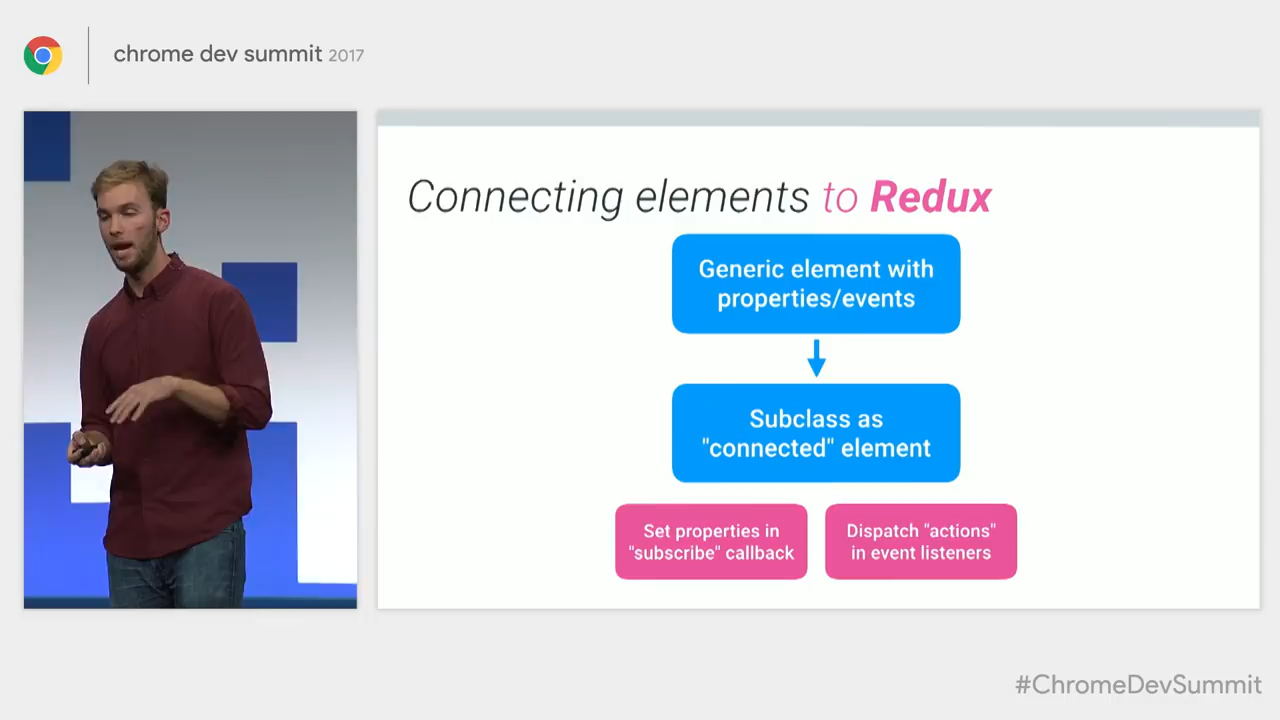 chrome dev summit 2017
Connecting elements to Redux
Generic element with
properties/events
Subclass as
"connected" element
Set properties in
"subscribe" callback
Dispatch "actions"
in event listeners
#ChromeDevSummit